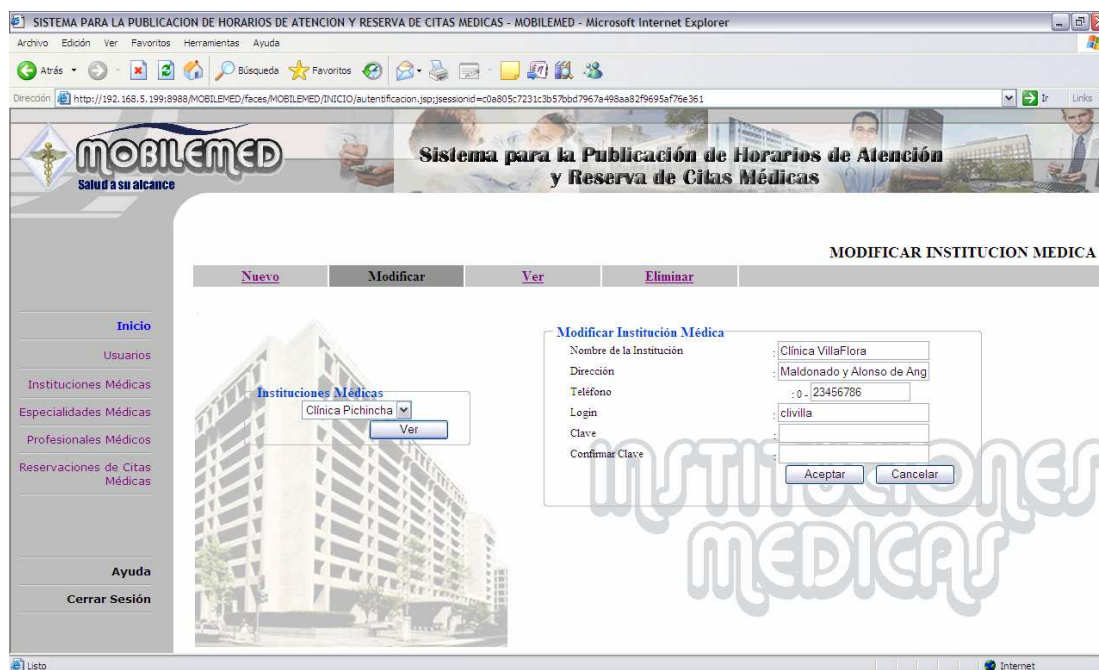 SISTEMA PARA LA PUBLICACION DE HORARIOS DE ATENCION Y RESERVA DE CITAS MEDICAS - MOBILEMED - Microsoft Internet Explorer
Archivo Edición Ver Favoritos Herramientas Ayuda
Atrás Búsqueda Favoritos
Dirección http://192.168.5.199:8988/MOBILEMED/faces/MOBILEMED/INICIO/autentificacion.jsp;jsessionid=c0a805c7231c3b57bbd7967a498aa82f9695af76e361 Ir Links
MOBILEMED
Salud a su alcance
Sistema para la Publicación de Horarios de Atención
y Reserva de Citas Médicas
MODIFICAR INSTITUCION MEDICA
Nuevo Modificar Ver Eliminar
Inicio
Usuarios
Instituciones Médicas
Especialidades Médicas
Profesionales Médicos
Reservaciones de Citas
Médicas
Ayuda
Cerrar Sesión
Instituciones Médicas
Clínica Pichincha
Ver
Modificar Institución Médica
Nombre de la Institución : Clínica VillaFlora
Dirección : Maldonado y Alonso de Ang
Teléfono : 0 - 23456786
Login : clivilla
Clave :
Confirmar Clave :
Aceptar Cancelar
INSTITUCIONES
MEDICAS
Listo Internet